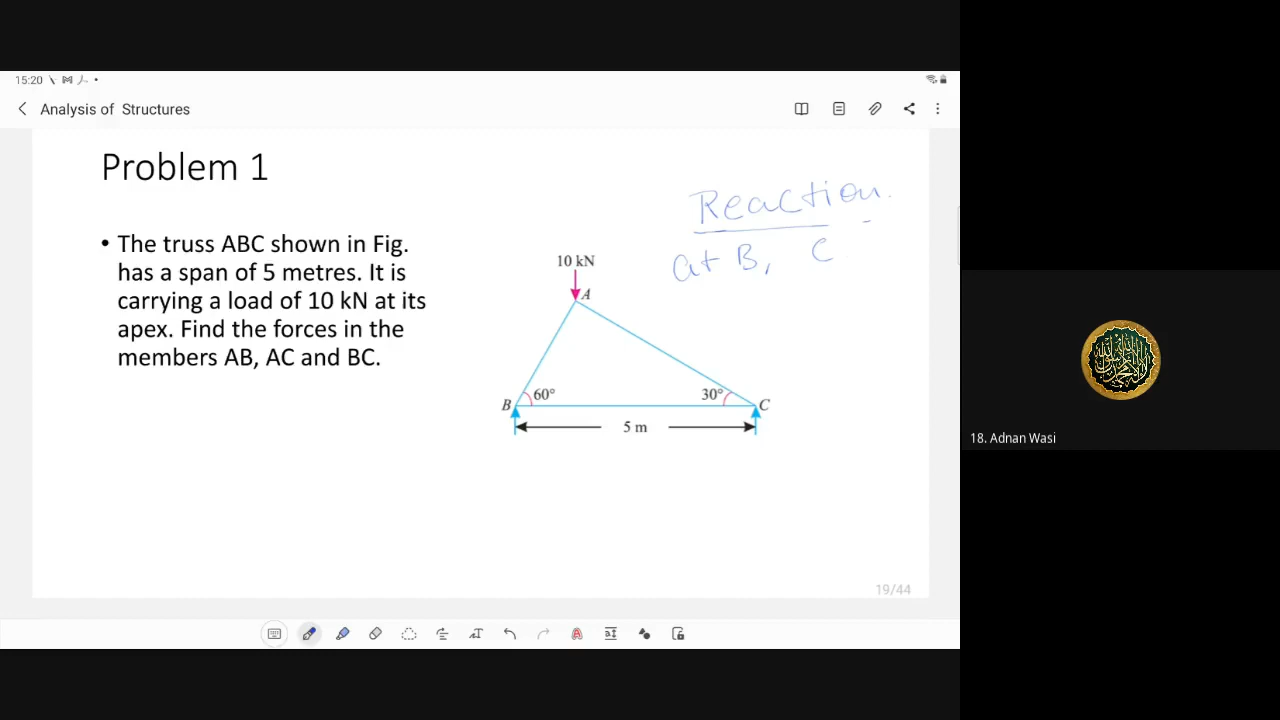 15:20
Analysis of Structures
Problem 1
Reaction.
at B, C
• The truss ABC shown in Fig.
has a span of 5 metres. It is
carrying a load of 10 kN at its
apex. Find the forces in the
members AB, AC and BC.
10 kN
A
B
60°
30°
C
5 m
19/44
18. Adnan Wasi